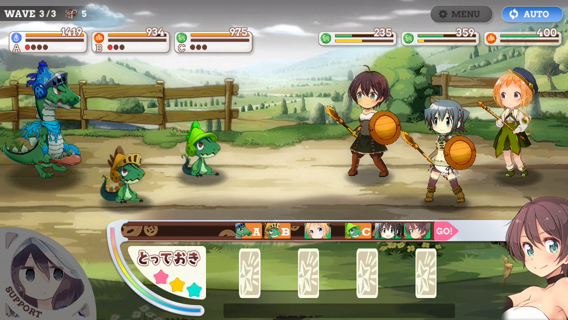 WAVE 3/3 5
MENU
AUTO
1419 934 975 235 359 400
A B C
A B C GO!
とっておき
SUPPORT